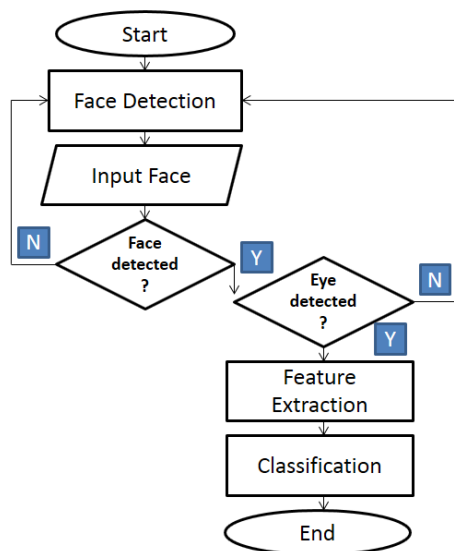 Start
Face Detection
Input Face
Face
detected
?
N
Y
Eye
detected
?
N
Y
Feature
Extraction
Classification
End